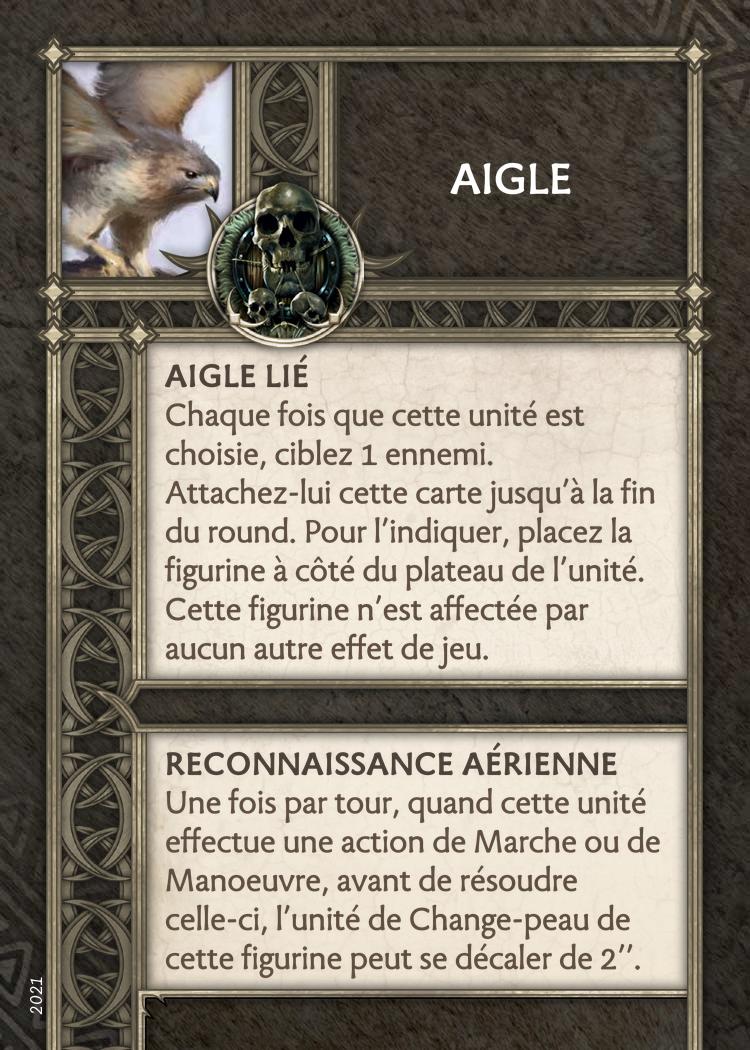 AIGLE
AIGLE LIÉ
Chaque fois que cette unité est
choisie, ciblez 1 ennemi.
Attachez-lui cette carte jusqu'à la fin
du round. Pour l'indiquer, placez la
figurine à côté du plateau de l'unité.
Cette figurine n'est affectée par
aucun autre effet de jeu.
RECONNAISSANCE AÉRIENNE
Une fois par tour, quand cette unité
effectue une action de Marche ou de
Manoeuvre, avant de résoudre
celle-ci, l'unité de Change-peau de
cette figurine peut se décaler de 2’’.
2021